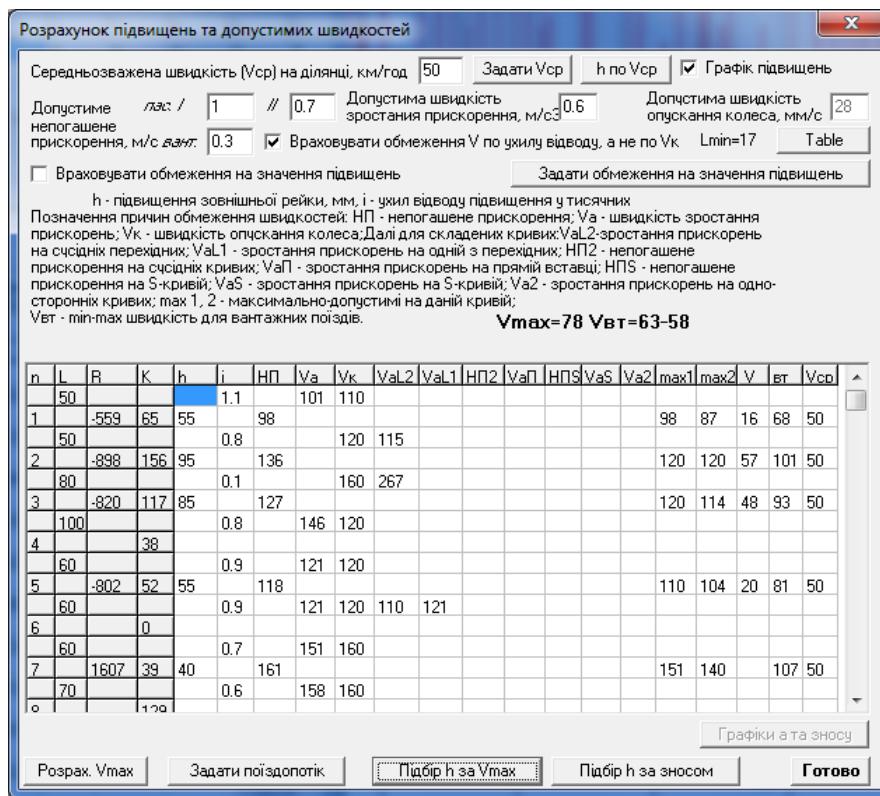 Розрахунок підвищень та допустимих швидкостей
Середньозважена швидкість (Vср) на ділянці, км/год 50 Задати Vср h по Vср Графік підвищень
Допустиме непогашене прискорення, м/с пас. / 1 // 0.7 Допустима швидкість зростання прискорення, м/с3 0.6 Допустима швидкість опускання колеса, мм/с 28
вант. 0.3 Враховувати обмеження V по ухилу відводу, а не по Vк Lmin=17 Table
Враховувати обмеження на значення підвищень Задати обмеження на значення підвищень
h - підвищення зовнішньої рейки, мм, i - ухил відводу підвищення у тисячних
Позначення причин обмеження швидкостей: НП - непогашене прискорення; Va - швидкість зростання
прискорень; Vк - швидкість опускання колеса;Далі для складених кривих:VaL2-зростання прискорень
на сусідніх перехідних; VaL1 - зростання прискорень на одній з перехідних; НП2 - непогашене
прискорення на сусідніх кривих; VaП - зростання прискорень на прямій вставці; НПS - непогашене
прискорення на S-кривій; VaS - зростання прискорень на S-кривій; Va2 - зростання прискорень на одно-
сторонніх кривих; max 1, 2 - максимально-допустимі на даній кривій;
Vвт - min-max швидкість для вантажних поїздів. Vmax=78 Vвт=63-58
n L R K h i НП Va Vк VaL2 VaL1 НП2 VaП НПS VaS Va2 max1 max2 V вт Vср
50 1.1 101 110
1 -559 65 55 98 98 87 16 68 50
50 0.8 120 115
2 -898 156 95 136 120 120 57 101 50
80 0.1 160 267
3 -820 117 85 127 120 114 48 93 50
100 0.8 146 120
4 38
60 0.9 121 120
5 -802 52 55 118 110 104 20 81 50
60 0.9 121 120 110 121
6 0
60 0.7 151 160
7 1607 39 40 161 151 140 107 50
70 0.6 158 160
8 129
Графіки a та зносу
Розрах. Vmax Задати поїздопотік Підбір h за Vmax Підбір h за зносом Готово